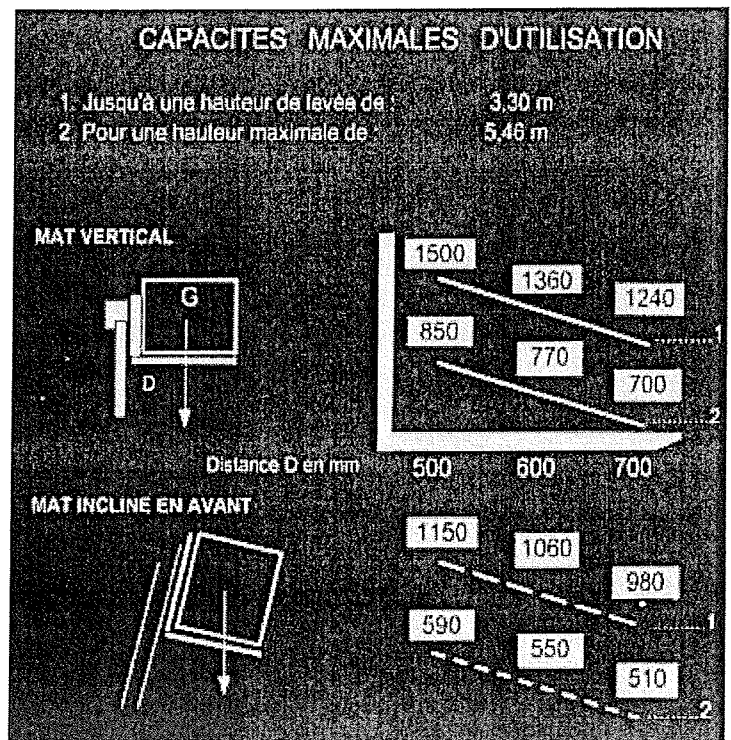 CAPACITES MAXIMALES D'UTILISATION
1. Jusqu'à une hauteur de levée de : 3,30 m
2. Pour une hauteur maximale de : 5,46 m
MAT VERTICAL
G
D
1500 1360 1240
1
850 770 700
2
Distance D en mm 500 600 700
MAT INCLINE EN AVANT
1150 1060 980
1
590 550 510
2